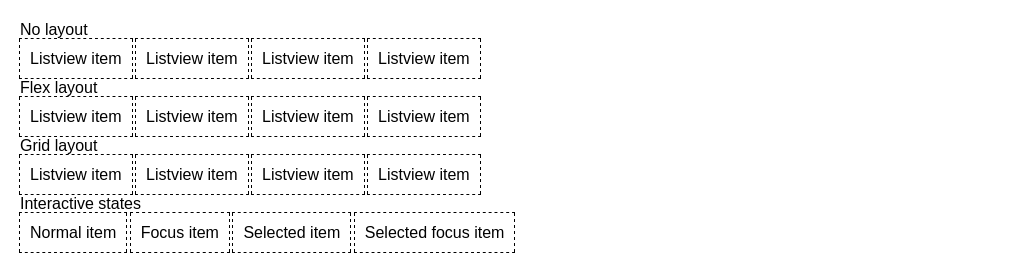 No layout
Listview item Listview item Listview item Listview item
Flex layout
Listview item Listview item Listview item Listview item
Grid layout
Listview item Listview item Listview item Listview item
Interactive states
Normal item Focus item Selected item Selected focus item